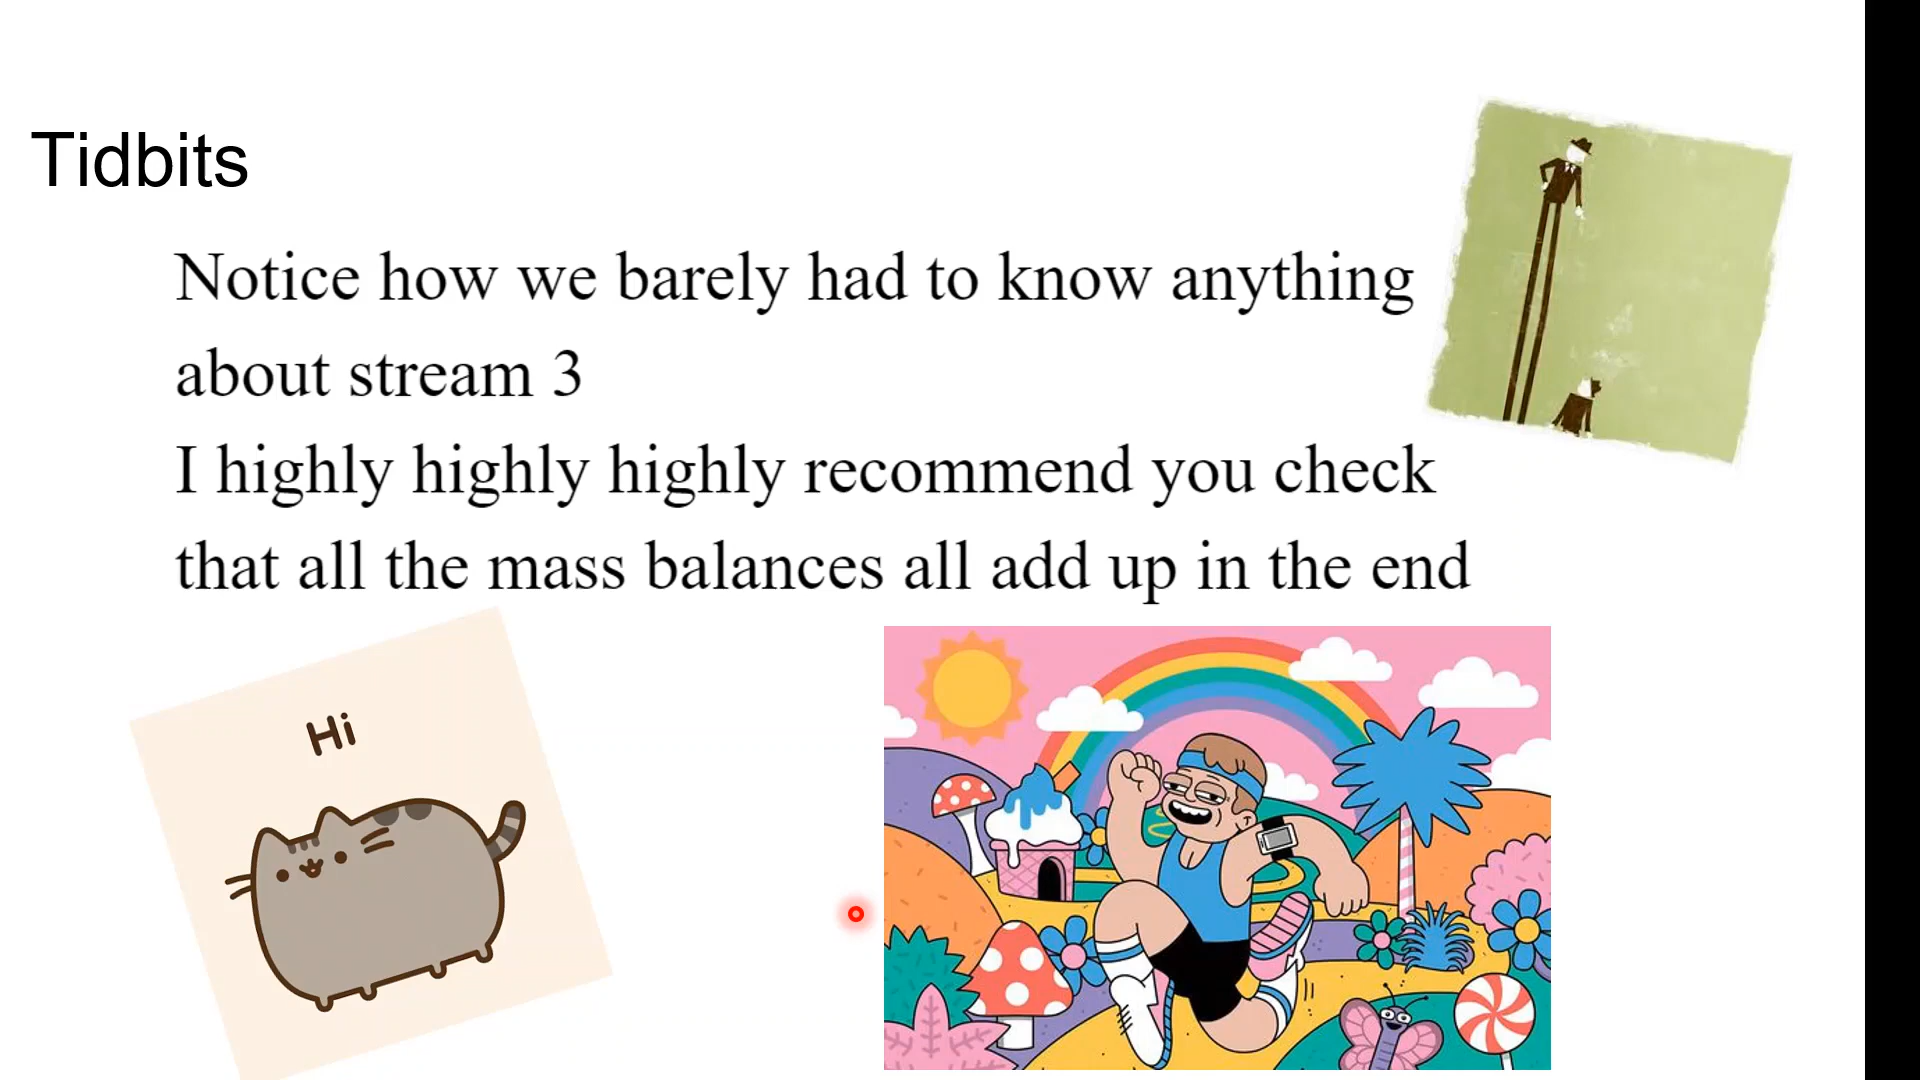 Tidbits
Notice how we barely had to know anything
about stream 3
I highly highly highly recommend you check
that all the mass balances all add up in the end
Hi